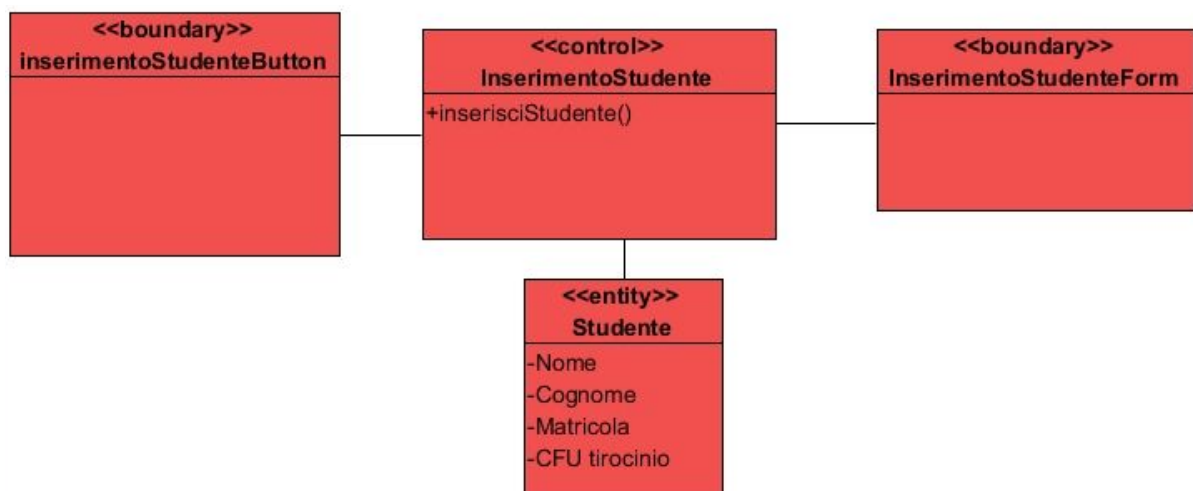 <<boundary>>
inserimentoStudenteButton
<<control>>
InserimentoStudente
+inserisciStudente()
<<boundary>>
InserimentoStudenteForm
<<entity>>
Studente
-Nome
-Cognome
-Matricola
-CFU tirocinio